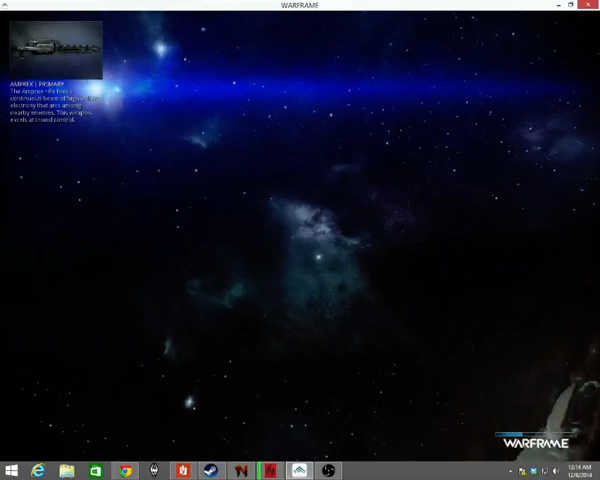 WARFRAME
AMPREX | PRIMARY
The Amprex rifle fires a
continuous beam of high
electricity that arcs among
nearby enemies. This weapon
excels at crowd control.
WARFRAME
12:14 AM
12/6/2014